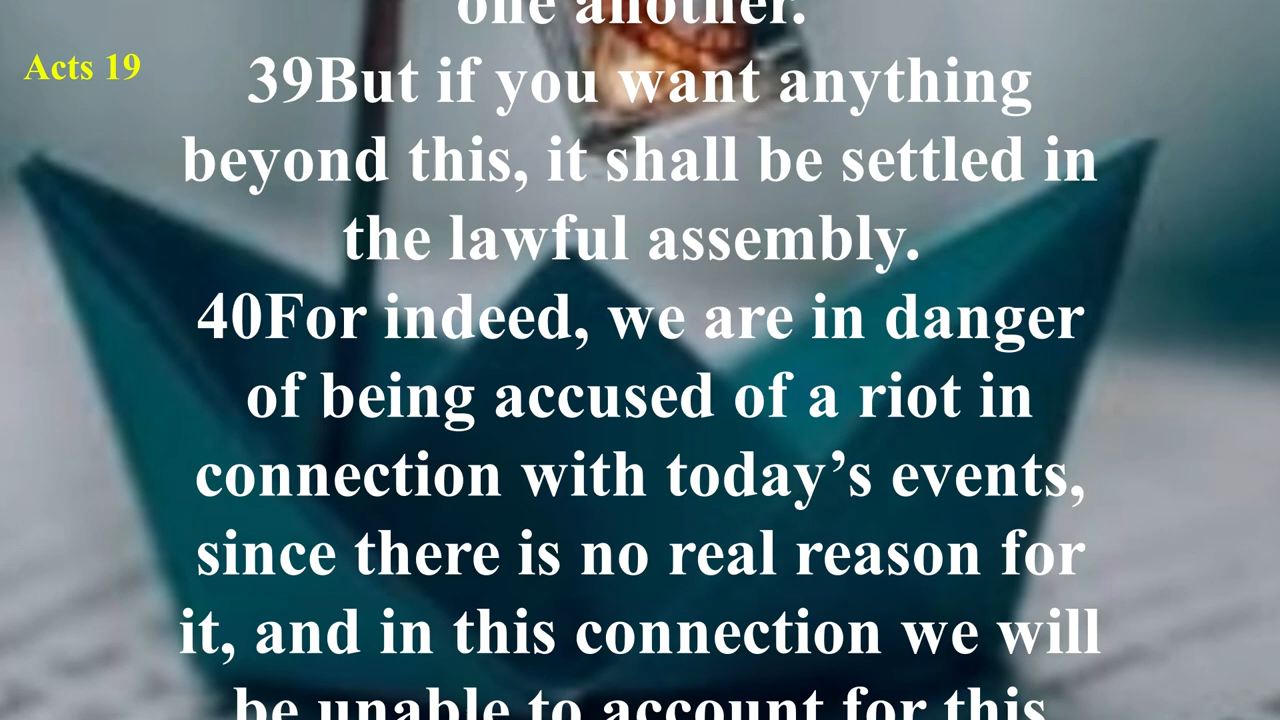 one another.
Acts 19
39But if you want anything
beyond this, it shall be settled in
the lawful assembly.
40For indeed, we are in danger
of being accused of a riot in
connection with today’s events,
since there is no real reason for
it, and in this connection we will
be unable to account for this